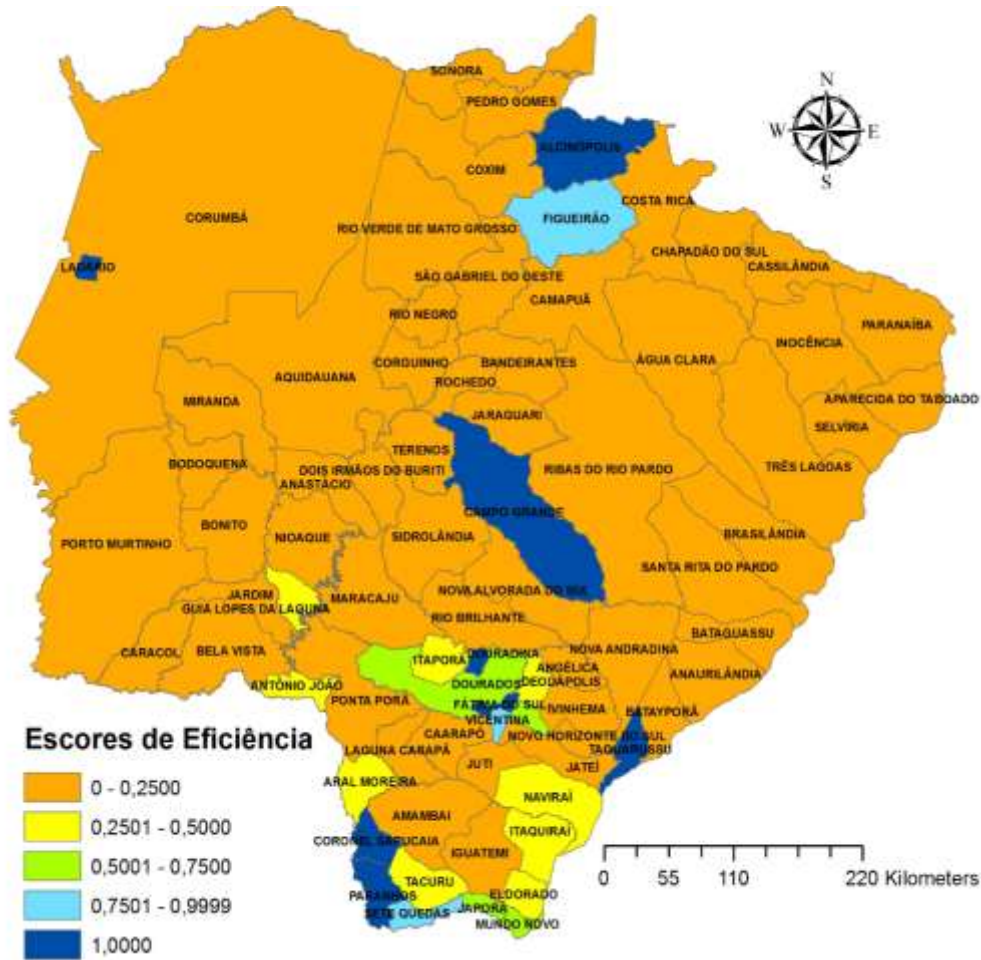 SONORA
PEDRO GOMES
N
W E
S
ALCINÓPOLIS
COXIM
CORUMBÁ
COSTA RICA
FIGUEIRÃO
RIO VERDE DE MATO GROSSO
CHAPADÃO DO SUL
CASSILÂNDIA
LADÁRIO
SÃO GABRIEL DO OESTE
CAMAPUÃ
RIO NEGRO
PARANAÍBA
INOCÊNCIA
CORGUINHO
BANDEIRANTES
ÁGUA CLARA
AQUIDAUANA
ROCHEDO
MIRANDA
APARECIDA DO TABOADO
JARAGUARI
SELVÍRIA
TERENOS
BODOQUENA
DOIS IRMÃOS DO BURITI
RIBAS DO RIO PARDO
TRÊS LAGOAS
ANASTÁCIO
CAMPO GRANDE
BONITO
NIOAQUE
SIDROLÂNDIA
BRASILÂNDIA
PORTO MURTINHO
SANTA RITA DO PARDO
JARDIM
MARACAJU
NOVA ALVORADA DO SUL
GUIA LOPES DA LAGUNA
RIO BRILHANTE
BATAGUASSU
CARACOL
BELA VISTA
ITAPORÃ
DOURADINA
NOVA ANDRADINA
ANGÉLICA
ANAURILÂNDIA
ANTÔNIO JOÃO
DOURADOS
DEODÁPOLIS
PONTA PORÃ
FÁTIMA DO SUL
IVINHEMA
BATAYPORÃ
VICENTINA
CAARAPÓ
NOVO HORIZONTE DO SUL
LAGUNA CARAPÃ
TAQUARUSSU
JUTI
JATEÍ
ARAL MOREIRA
NAVIRAÍ
AMAMBAI
CORONEL SAPUCAIA
ITAQUIRAÍ
IGUATEMI
TACURU
PARANHOS
ELDORADO
JAPORÃ
SETE QUEDAS
MUNDO NOVO
Escores de Eficiência
0 - 0,2500
0,2501 - 0,5000
0,5001 - 0,7500
0,7501 - 0,9999
1,0000
0 55 110 220 Kilometers